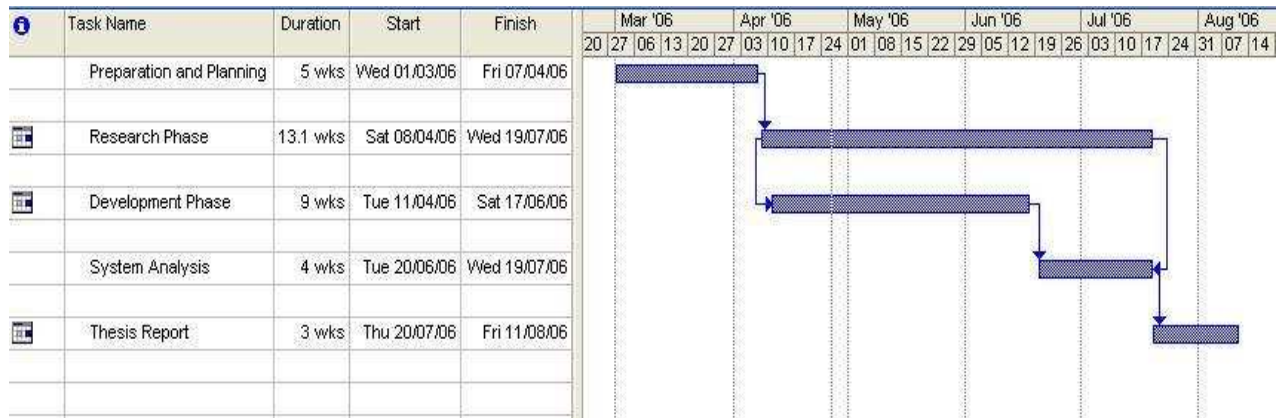 Task Name Duration Start Finish Mar '06 Apr '06 May '06 Jun '06 Jul '06 Aug '06
20 27 06 13 20 27 03 10 17 24 01 08 15 22 29 05 12 19 26 03 10 17 24 31 07 14
Preparation and Planning 5 wks Wed 01/03/06 Fri 07/04/06
Research Phase 13.1 wks Sat 08/04/06 Wed 19/07/06
Development Phase 9 wks Tue 11/04/06 Sat 17/06/06
System Analysis 4 wks Tue 20/06/06 Wed 19/07/06
Thesis Report 3 wks Thu 20/07/06 Fri 11/08/06